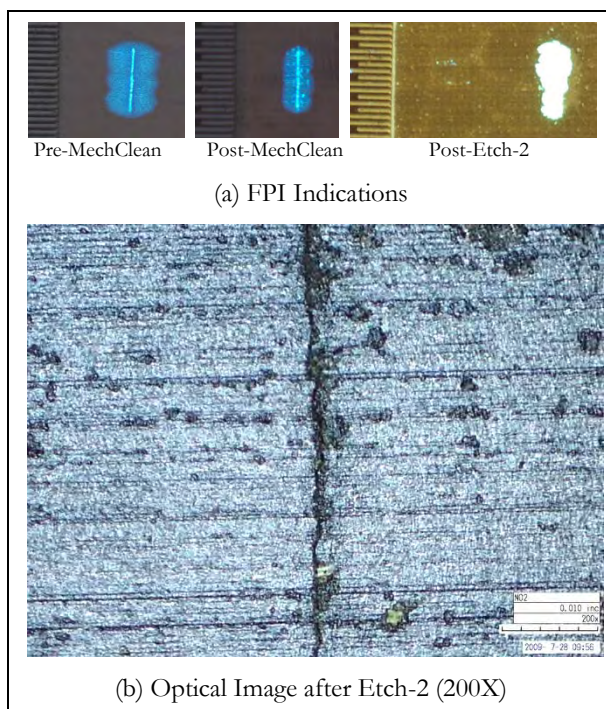 Pre-MechClean
Post-MechClean
Post-Etch-2
(a) FPI Indications
NO2
0.010 inc
200x
2009- 7-28 09:56
(b) Optical Image after Etch-2 (200X)